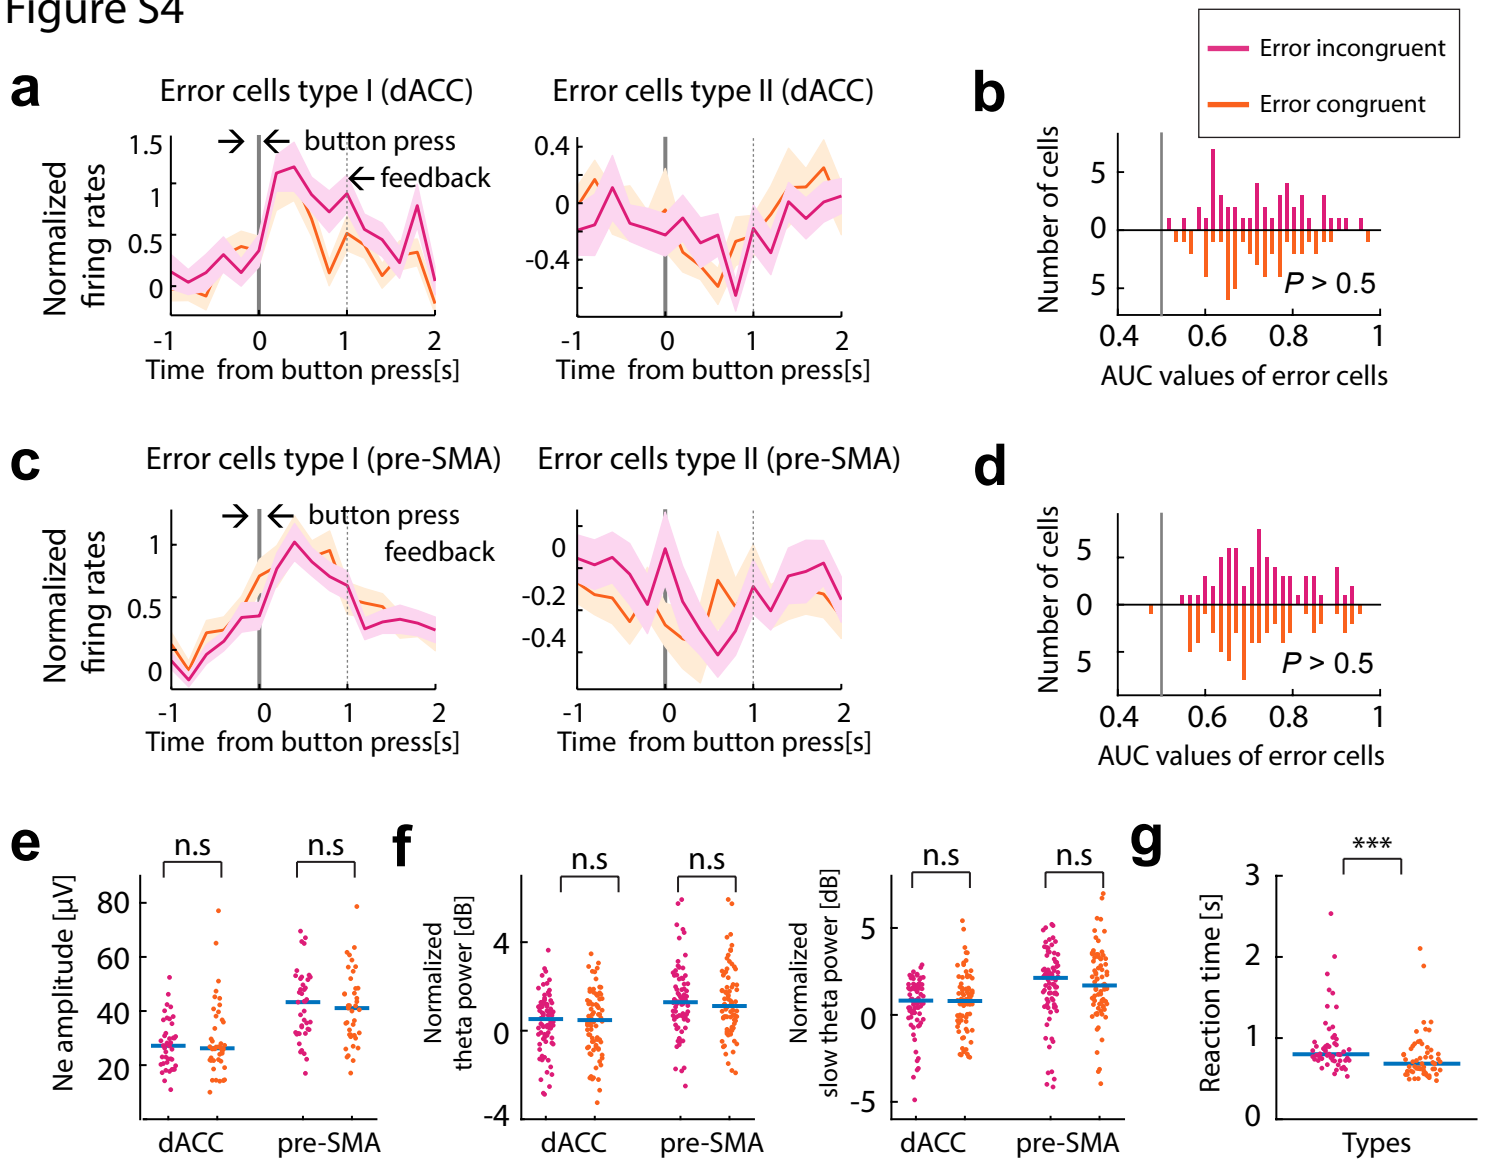 Figure S4
Error incongruent
Error congruent
a
Error cells type I (dACC)
Error cells type II (dACC)
b
Normalized
firing rates
1.5
1
0.5
0
button press
feedback
-1
0
1
2
Time from button press[s]
0.4
0
-0.4
-1
0
1
2
Time from button press[s]
Number of cells
5
0
5
P > 0.5
0.4
0.6
0.8
1
AUC values of error cells
c
Error cells type I (pre-SMA)
Error cells type II (pre-SMA)
d
Normalized
firing rates
1
0.5
0
button press
feedback
-1
0
1
2
Time from button press[s]
0
-0.2
-0.4
-1
0
1
2
Time from button press[s]
Number of cells
5
0
5
P > 0.5
0.4
0.6
0.8
1
AUC values of error cells
e
n.s
n.s
Ne amplitude [μV]
80
60
40
20
dACC
pre-SMA
f
n.s
n.s
Normalized
theta power [dB]
4
0
-4
dACC
pre-SMA
n.s
n.s
Normalized
slow theta power [dB]
5
0
-5
dACC
pre-SMA
g
***
Reaction time [s]
3
2
1
0
Types